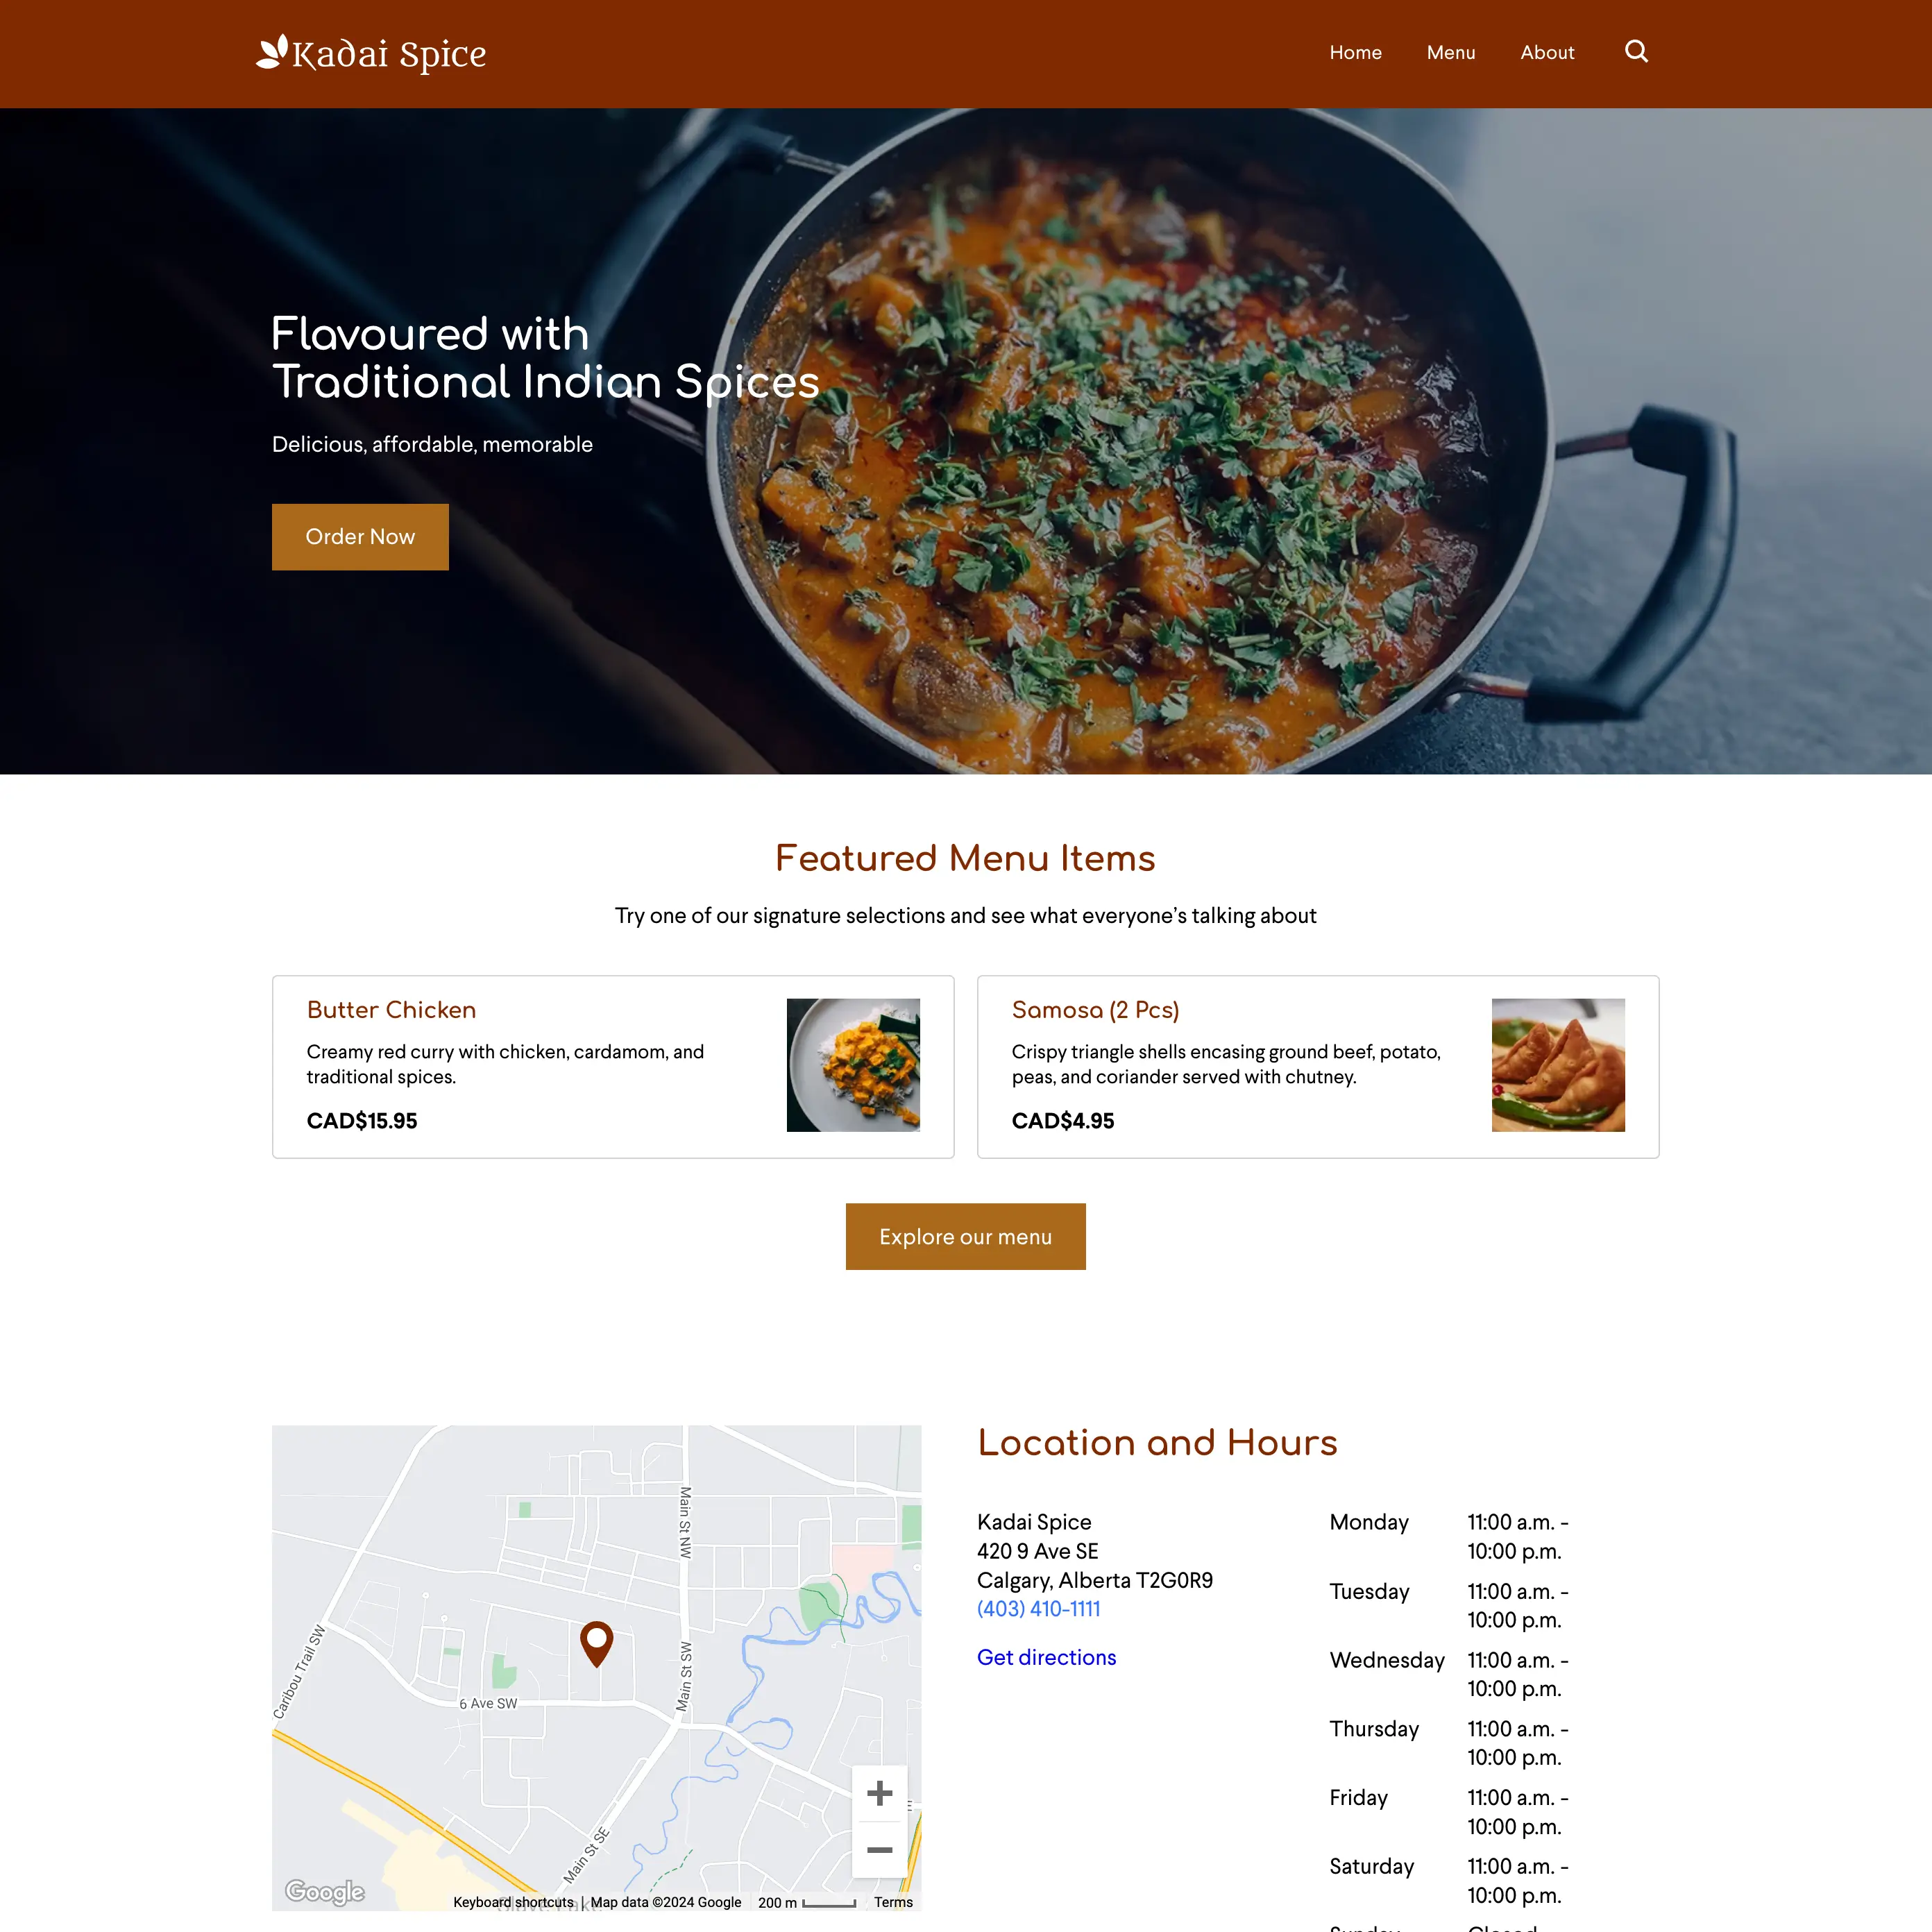 Kadai Spice
Home
Menu
About
Flavoured with
Traditional Indian Spices
Delicious, affordable, memorable
Order Now
Featured Menu Items
Try one of our signature selections and see what everyone's talking about
Butter Chicken
Creamy red curry with chicken, cardamom, and
traditional spices.
CAD$15.95
Samosa (2 Pcs)
Crispy triangle shells encasing ground beef, potato,
peas, and coriander served with chutney.
CAD$4.95
Explore our menu
Main St NW
Caribou Trail SW
Main St SW
6 Ave SW
Main St SE
Google
Keyboard shortcuts
Map data ©2024 Google
200 m
Terms
Location and Hours
Kadai Spice
420 9 Ave SE
Calgary, Alberta T2G0R9
(403) 410-1111
Get directions
Monday 11:00 a.m. -
10:00 p.m.
Tuesday 11:00 a.m. -
10:00 p.m.
Wednesday 11:00 a.m. -
10:00 p.m.
Thursday 11:00 a.m. -
10:00 p.m.
Friday 11:00 a.m. -
10:00 p.m.
Saturday 11:00 a.m. -
10:00 p.m.